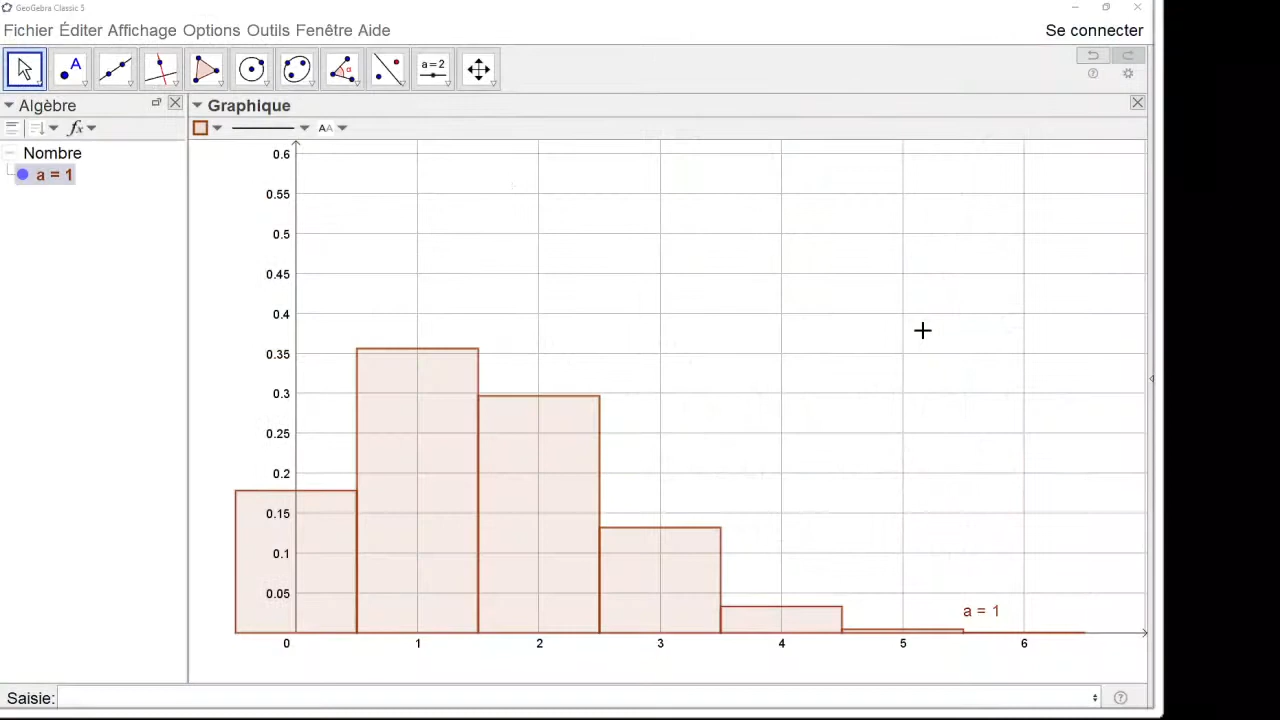 GeoGebra Classic 5
Fichier Éditer Affichage Options Outils Fenêtre Aide
Se connecter
A
α
a=2
Algèbre
Graphique
fx
AA
Nombre
a = 1
0.6
0.55
0.5
0.45
0.4
0.35
0.3
0.25
0.2
0.15
0.1
0.05
a = 1
0 1 2 3 4 5 6
Saisie: